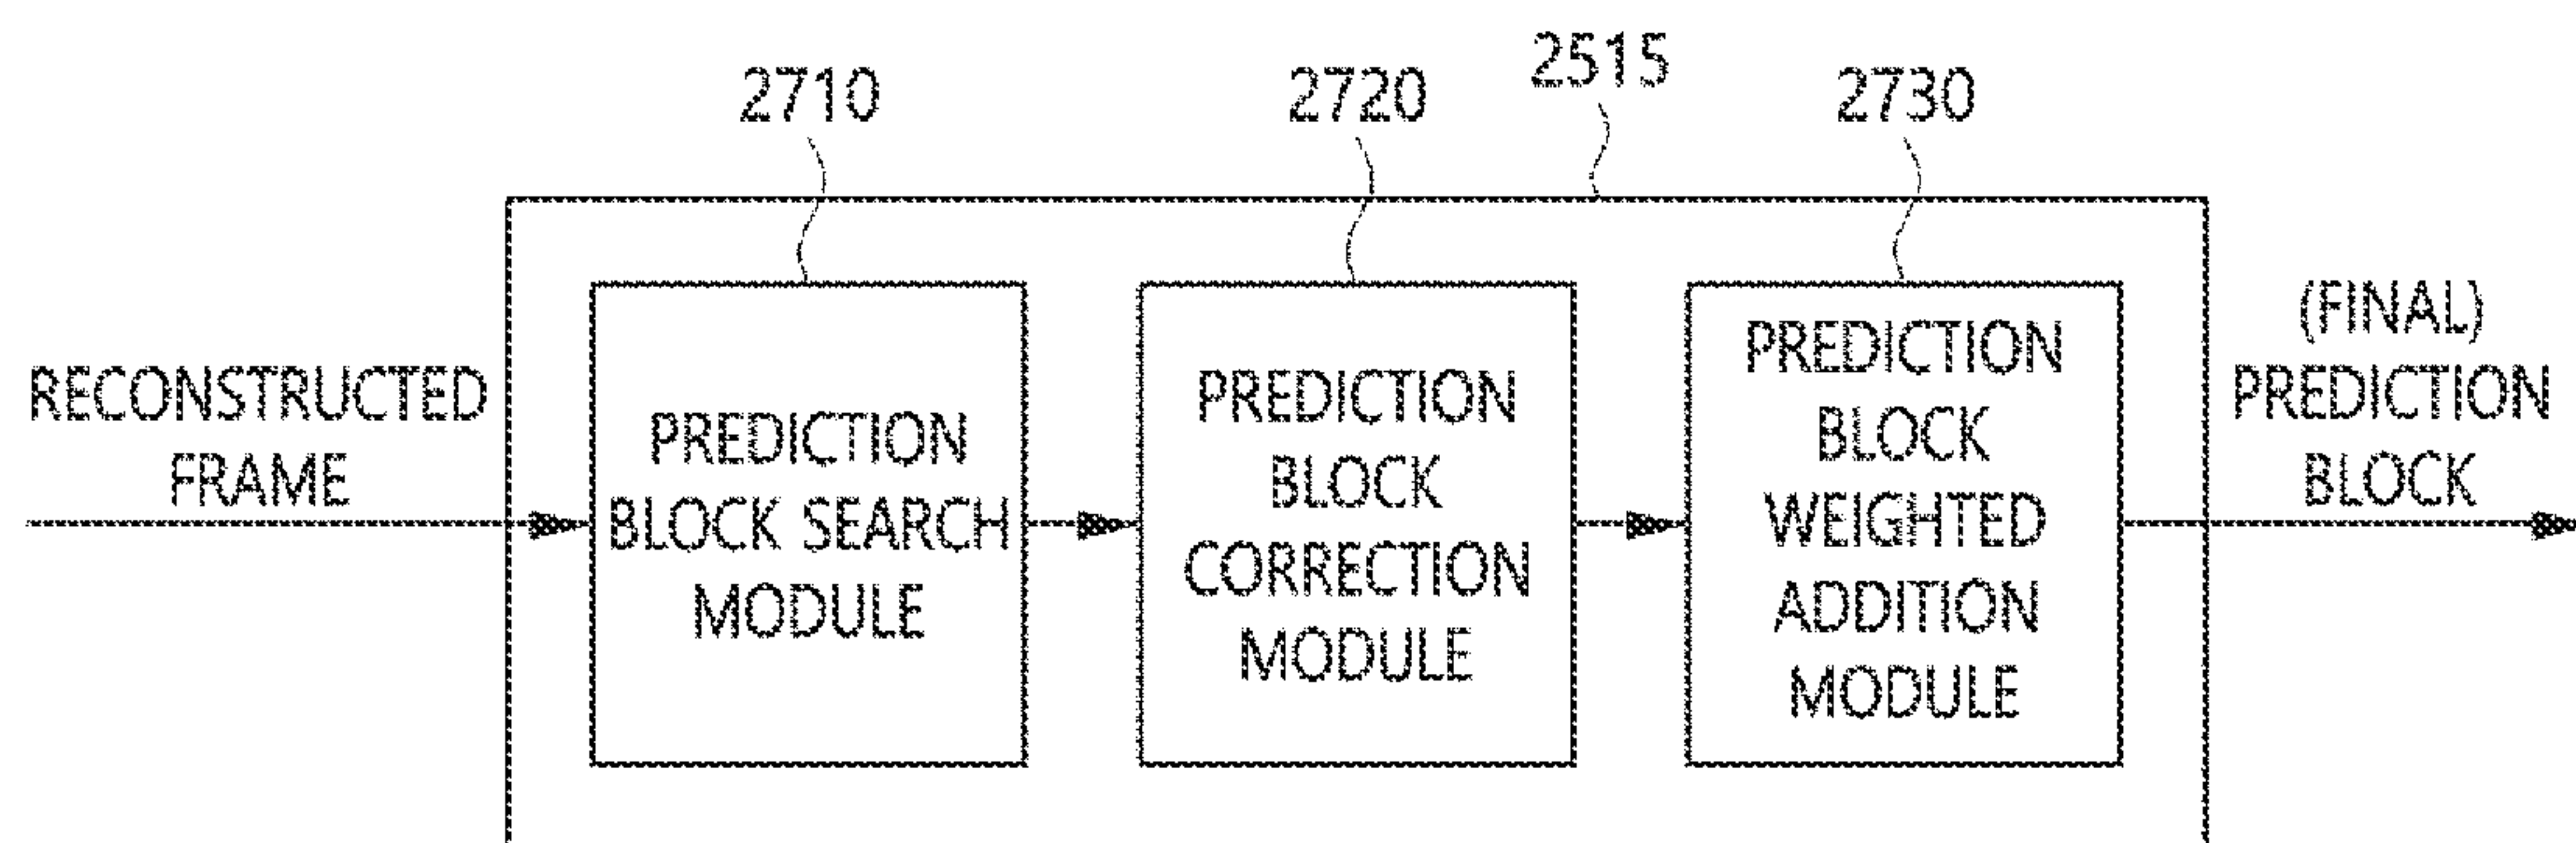 2515
2710
2720
2730
RECONSTRUCTED
FRAME
PREDICTION
BLOCK SEARCH
MODULE
PREDICTION
BLOCK
CORRECTION
MODULE
PREDICTION
BLOCK
WEIGHTED
ADDITION
MODULE
(FINAL)
PREDICTION
BLOCK